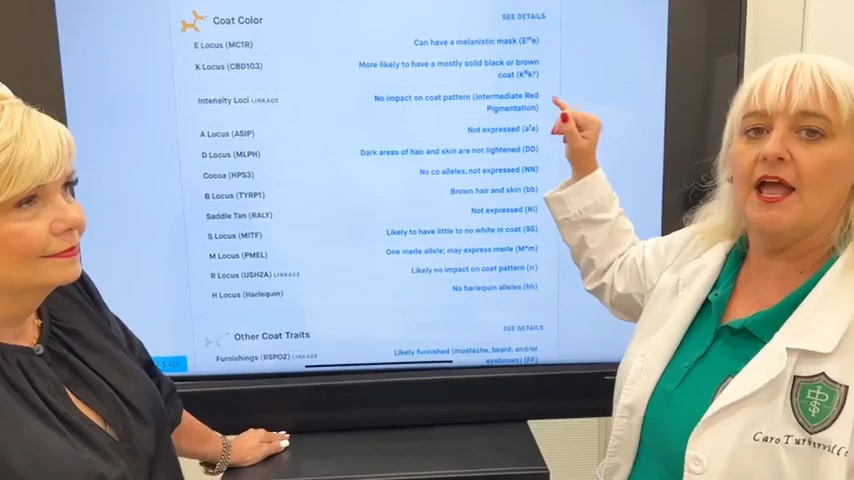 Coat Color
SEE DETAILS
E Locus (MC1R)
Can have a melanistic mask (Eᵐe)
K Locus (CBD103)
More likely to have a mostly solid black or brown
coat (Kᴮkʸ)
Intensity Loci LINKAGE
No impact on coat pattern (Intermediate Red
Pigmentation)
A Locus (ASIP)
Not expressed (aᵗa)
D Locus (MLPH)
Dark areas of hair and skin are not lightened (DD)
Cocoa (HPS3)
No co alleles, not expressed (NN)
B Locus (TYRP1)
Brown hair and skin (bb)
Saddle Tan (RALY)
Not expressed (NI)
S Locus (MITF)
Likely to have little to no white in coat (SS)
M Locus (PMEL)
One merle allele; may express merle (M*m)
R Locus (USH2A) LINKAGE
Likely no impact on coat pattern (rr)
H Locus (Harlequin)
No harlequin alleles (hh)
Other Coat Traits
SEE DETAILS
Furnishings (RSPO2) LINKAGE
Likely furnished (mustache, beard, and/or
eyebrows) (FF)